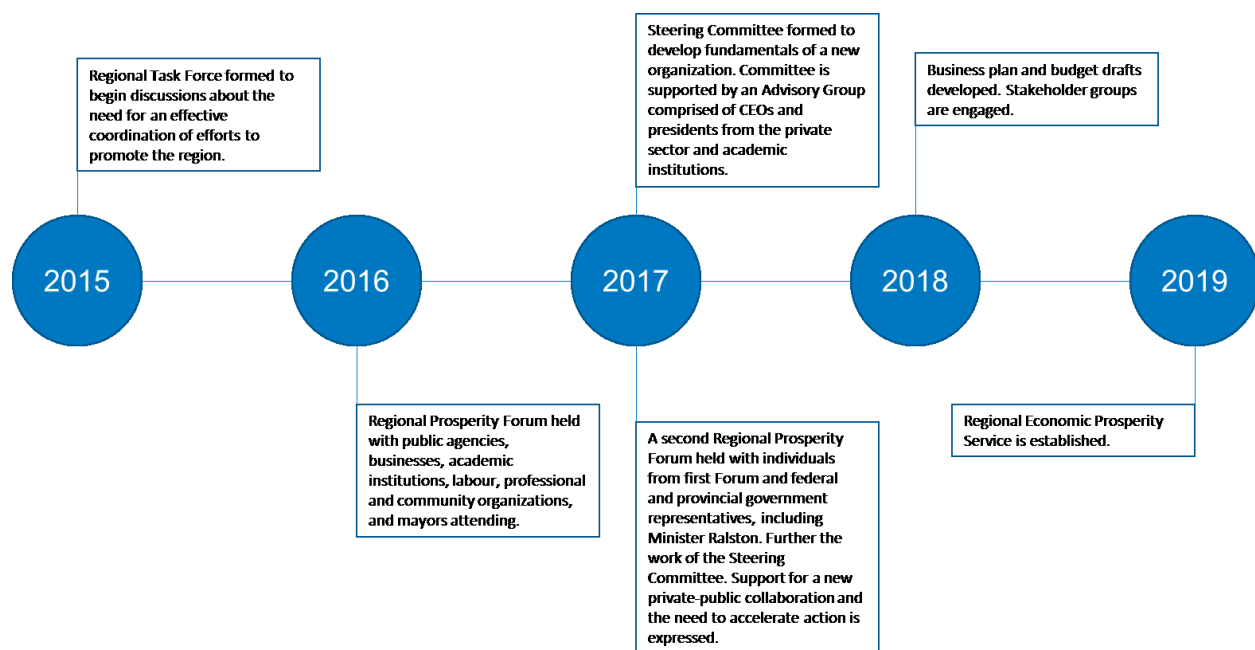 Regional Task Force formed to
begin discussions about the
need for an effective
coordination of efforts to
promote the region.
Steering Committee formed to
develop fundamentals of a new
organization. Committee is
supported by an Advisory Group
comprised of CEOs and
presidents from the private
sector and academic
institutions.
Business plan and budget drafts
developed. Stakeholder groups
are engaged.
2015
2016
2017
2018
2019
Regional Prosperity Forum held
with public agencies,
businesses, academic
institutions, labour, professional
and community organizations,
and mayors attending.
A second Regional Prosperity
Forum held with individuals
from first Forum and federal
and provincial government
representatives, including
Minister Ralston. Further the
work of the Steering
Committee. Support for a new
private-public collaboration and
the need to accelerate action is
expressed.
Regional Economic Prosperity
Service is established.